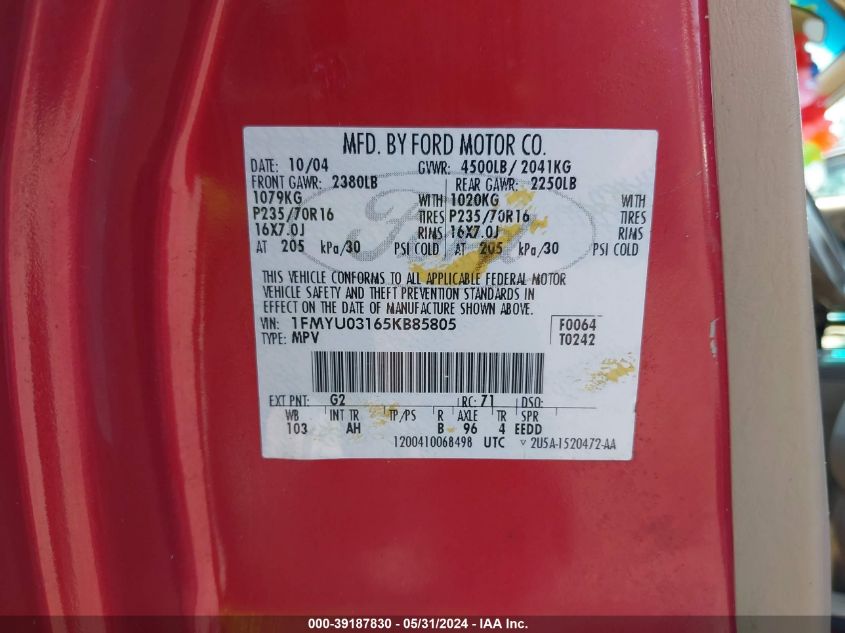 MFD. BY FORD MOTOR CO.
DATE: 10/04 GVWR: 4500LB/ 2041KG
FRONT GAWR: 2380LB REAR GAWR: 2250LB
1079KG WITH 1020KG WITH
P235/70R16 TIRES P235/70R16 TIRES
16X7.0J RIMS 16X7.0J RIMS
AT 205 kPa/30 PSI COLD AT 205 kPa/30 PSI COLD
Ford
THIS VEHICLE CONFORMS TO ALL APPLICABLE FEDERAL MOTOR
VEHICLE SAFETY AND THEFT PREVENTION STANDARDS IN
EFFECT ON THE DATE OF MANUFACTURE SHOWN ABOVE.
VIN: 1FMYU03165KB85805 F0064
TYPE: MPV T0242
EXT PNT: G2 RC: 71 DSO:
WB INT TR TP/PS R AXLE TR SPR
103 AH B 96 4 EEDD
1200410068498 UTC ▽ 2U5A-1520472-AA
000-39187830 - 05/31/2024 - IAA Inc.